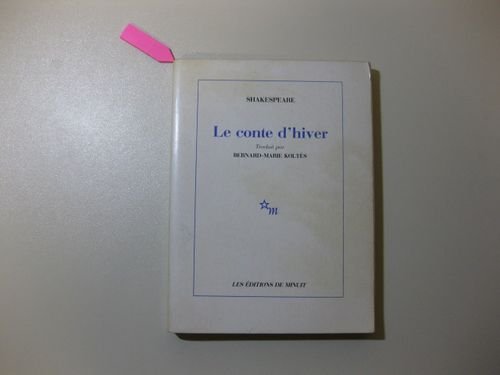 SHAKESPEARE
Le conte d'hiver
Traduit par
BERNARD-MARIE KOLTÈS
m
LES ÉDITIONS DE MINUIT